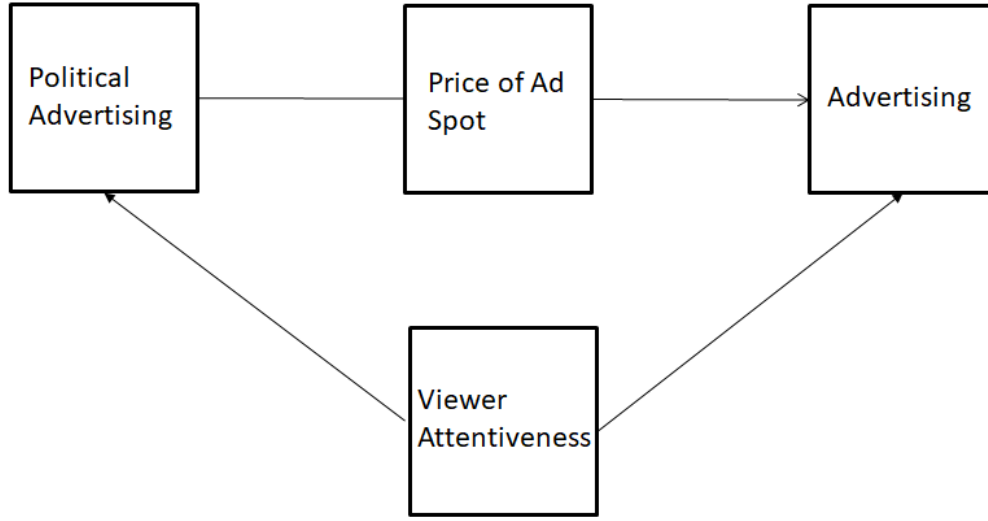 Political
Advertising
Price of Ad
Spot
Advertising
Viewer
Attentiveness